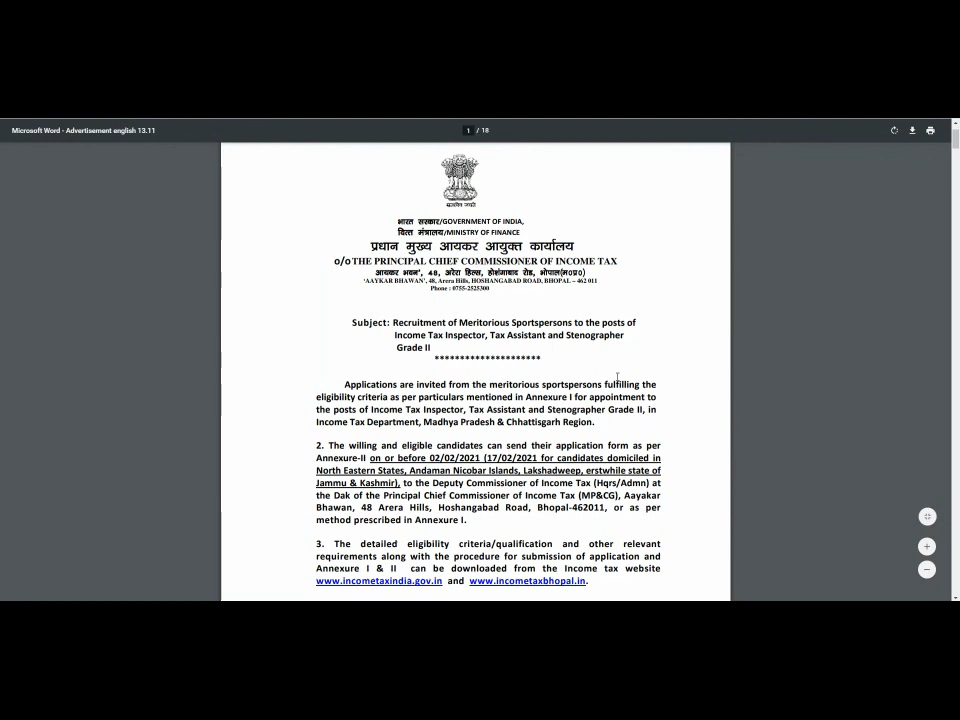 Microsoft Word - Advertisement english 13.11
1 / 18
सत्यमेव जयते
भारत सरकार/GOVERNMENT OF INDIA,
वित्त मंत्रालय/MINISTRY OF FINANCE
प्रधान मुख्य आयकर आयुक्त कार्यालय
o/o THE PRINCIPAL CHIEF COMMISSIONER OF INCOME TAX
आयकर भवन', 48, अरेरा हिल्स, होशंगाबाद रोड, भोपाल(म0प्र0)
'AAYKAR BHAWAN', 48, Arera Hills, HOSHANGABAD ROAD, BHOPAL – 462 011
Phone : 0755-2525300
Subject: Recruitment of Meritorious Sportspersons to the posts of
Income Tax Inspector, Tax Assistant and Stenographer
Grade II
*********************
Applications are invited from the meritorious sportspersons fulfilling the
eligibility criteria as per particulars mentioned in Annexure I for appointment to
the posts of Income Tax Inspector, Tax Assistant and Stenographer Grade II, in
Income Tax Department, Madhya Pradesh & Chhattisgarh Region.
2. The willing and eligible candidates can send their application form as per
Annexure-II on or before 02/02/2021 (17/02/2021 for candidates domiciled in
North Eastern States, Andaman Nicobar Islands, Lakshadweep, erstwhile state of
Jammu & Kashmir), to the Deputy Commissioner of Income Tax (Hqrs/Admn) at
the Dak of the Principal Chief Commissioner of Income Tax (MP&CG), Aayakar
Bhawan, 48 Arera Hills, Hoshangabad Road, Bhopal-462011, or as per
method prescribed in Annexure I.
3. The detailed eligibility criteria/qualification and other relevant
requirements along with the procedure for submission of application and
Annexure I & II can be downloaded from the Income tax website
www.incometaxindia.gov.in and www.incometaxbhopal.in.